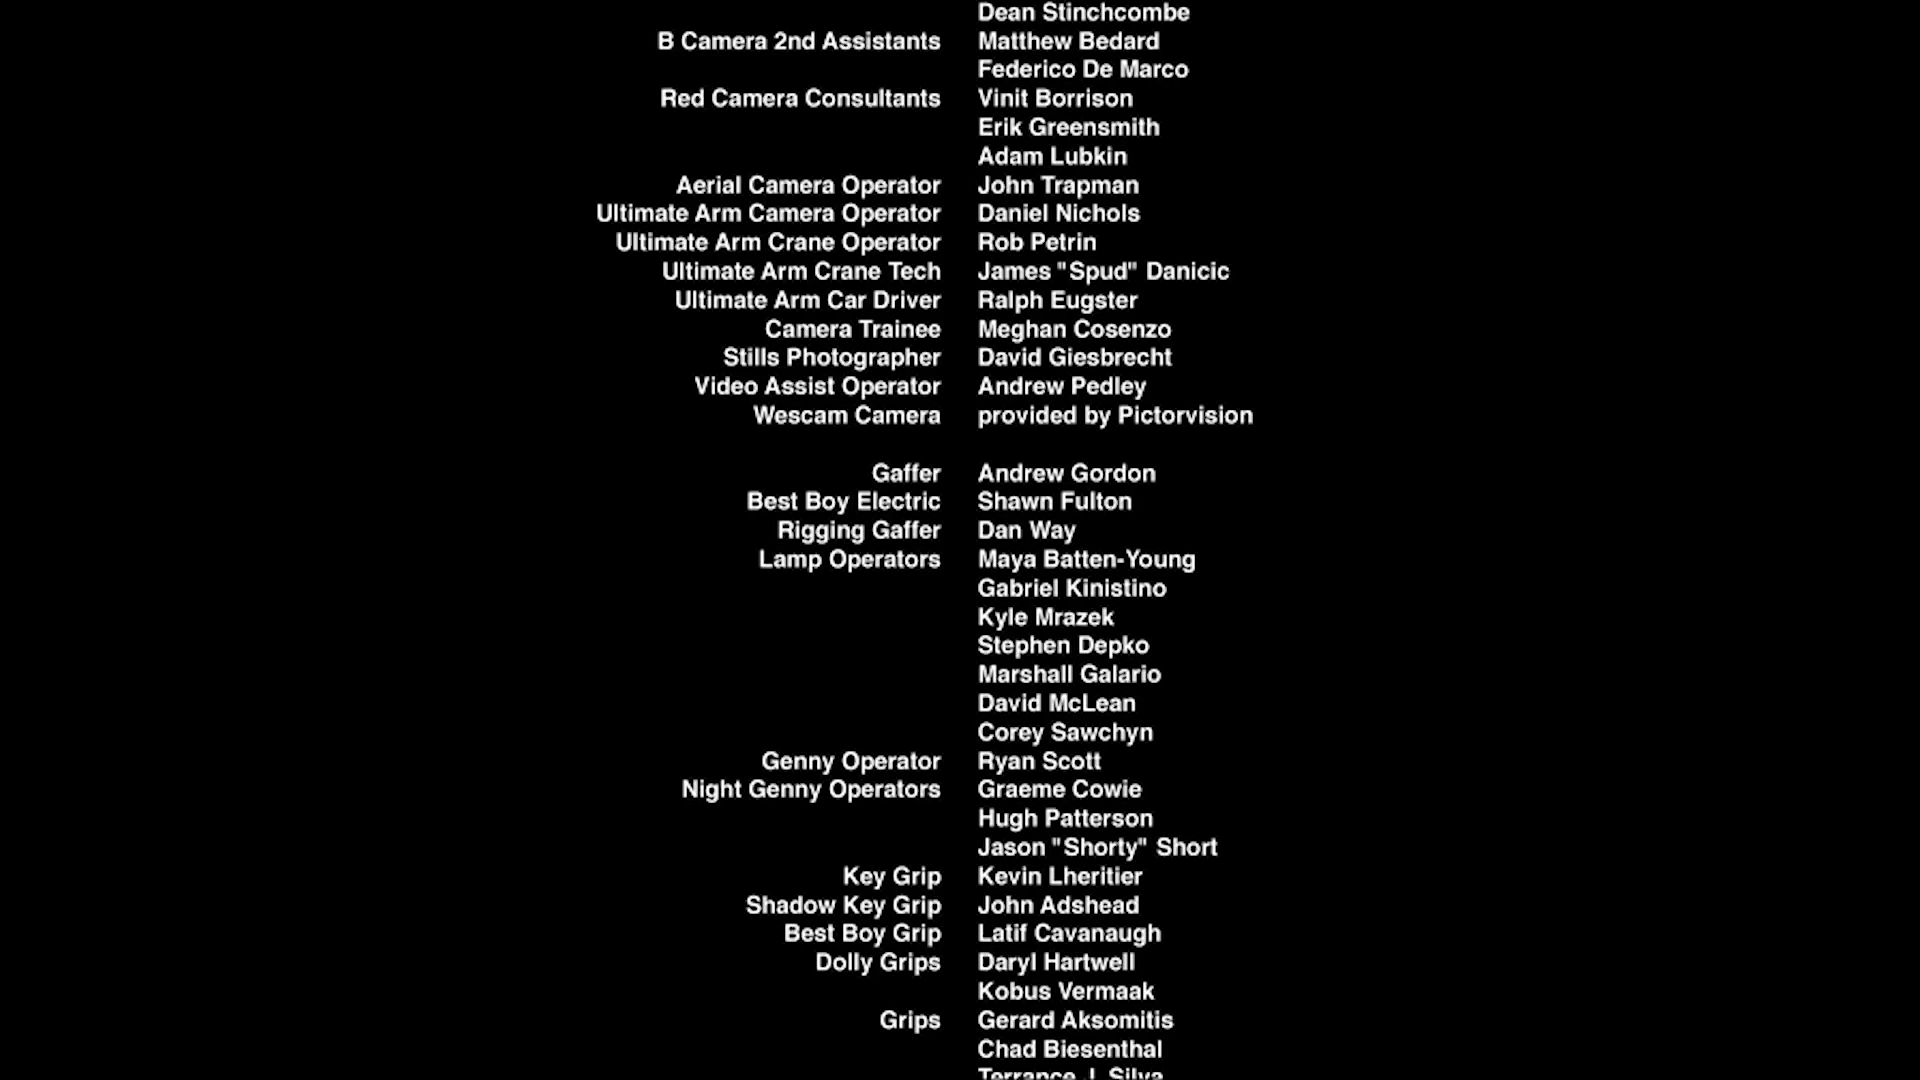 Dean Stinchcombe
B Camera 2nd Assistants Matthew Bedard
Federico De Marco
Red Camera Consultants Vinit Borrison
Erik Greensmith
Adam Lubkin
Aerial Camera Operator John Trapman
Ultimate Arm Camera Operator Daniel Nichols
Ultimate Arm Crane Operator Rob Petrin
Ultimate Arm Crane Tech James "Spud" Danicic
Ultimate Arm Car Driver Ralph Eugster
Camera Trainee Meghan Cosenzo
Stills Photographer David Giesbrecht
Video Assist Operator Andrew Pedley
Wescam Camera provided by Pictorvision
Gaffer Andrew Gordon
Best Boy Electric Shawn Fulton
Rigging Gaffer Dan Way
Lamp Operators Maya Batten-Young
Gabriel Kinistino
Kyle Mrazek
Stephen Depko
Marshall Galario
David McLean
Corey Sawchyn
Genny Operator Ryan Scott
Night Genny Operators Graeme Cowie
Hugh Patterson
Jason "Shorty" Short
Key Grip Kevin Lheritier
Shadow Key Grip John Adshead
Best Boy Grip Latif Cavanaugh
Dolly Grips Daryl Hartwell
Kobus Vermaak
Grips Gerard Aksomitis
Chad Biesenthal
Terrance J. Silva